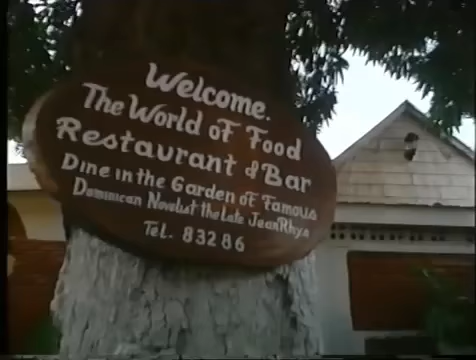 Welcome.
The World of Food
Restaurant & Bar
Dine in the Garden of Famous
Dominican Novelist the Late Jean Rhys
Tel. 83286